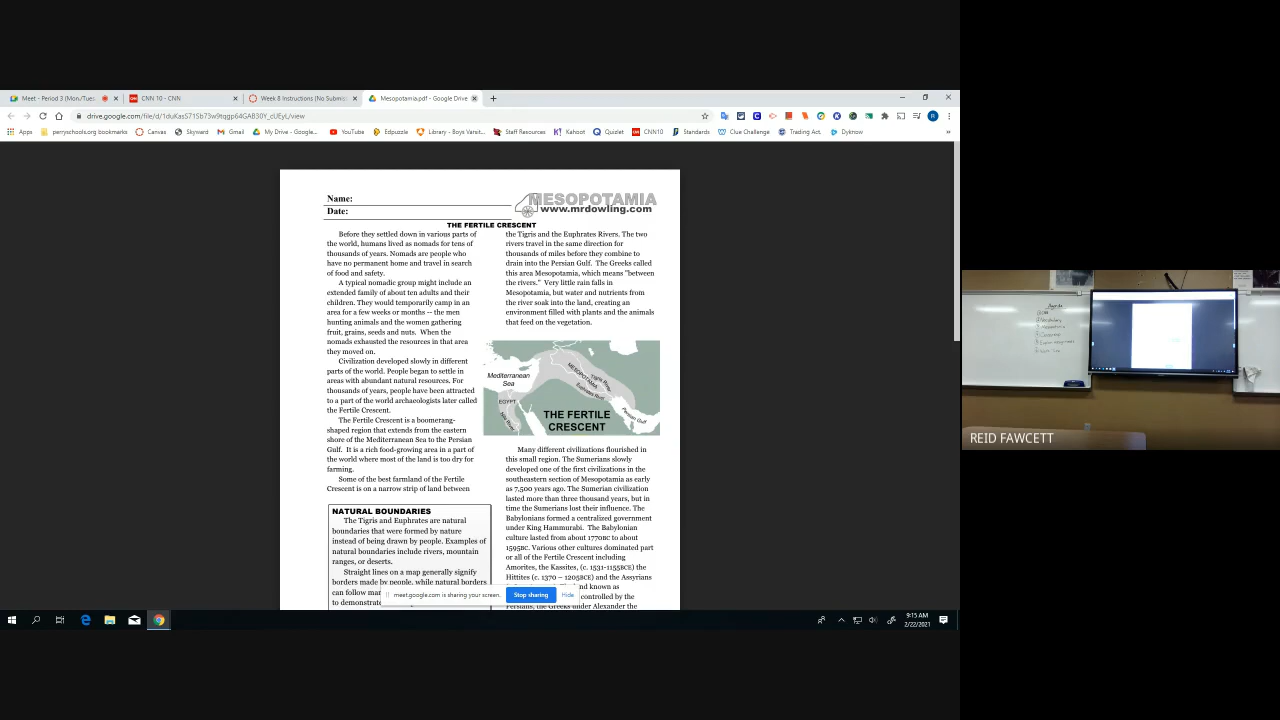 Meet - Period 3 (Mon./Tues.
CNN 10 - CNN
Week 8 Instructions (No Submiss
Mesopotamia.pdf - Google Drive
Apps
perryschools.org bookmarks
Canvas
Skyward
Gmail
My Drive - Google...
YouTube
Edpuzzle
Library - Boys Varsit...
Staff Resources
Kahoot
Quizlet
CNN10
Standards
Clue Challenge
Trading Act.
Dyknow
Name:
Date:
MESOPOTAMIA
www.mrdowling.com
THE FERTILE CRESCENT
Before they settled down in various parts of
the world, humans lived as nomads for tens of
thousands of years. Nomads are people who
have no permanent home and travel in search
of food and safety.
A typical nomadic group might include an
extended family of about ten adults and their
children. They would temporarily camp in an
area for a few weeks or months -- the men
hunting animals and the women gathering
fruit, grains, seeds and nuts. When the
nomads exhausted the resources in that area
they moved on.
Civilization developed slowly in different
parts of the world. People began to settle in
areas with abundant natural resources. For
thousands of years, people have been attracted
to a part of the world archaeologists later called
the Fertile Crescent.
The Fertile Crescent is a boomerang-
shaped region that extends from the eastern
shore of the Mediterranean Sea to the Persian
Gulf. It is a rich food-growing area in a part of
the world where most of the land is too dry for
farming.
Some of the best farmland of the Fertile
Crescent is on a narrow strip of land between
NATURAL BOUNDARIES
The Tigris and Euphrates are natural
boundaries that were formed by nature
instead of being drawn by people. Examples of
natural boundaries include rivers, mountain
ranges, or deserts.
Straight lines on a map generally signify
borders made by people, while natural borders
can follow
to demonstrate
the Tigris and the Euphrates Rivers. The two
rivers travel in the same direction for
thousands of miles before they combine to
drain into the Persian Gulf. The Greeks called
this area Mesopotamia, which means "between
the rivers." Very little rain falls in
Mesopotamia, but water and nutrients from
the river soak into the land, creating an
environment filled with plants and the animals
that feed on the vegetation.
Mediterranean
Sea
MESOPOTAMIA
Tigris River
Euphrates River
EGYPT
Nile River
Persian Gulf
THE FERTILE
CRESCENT
Many different civilizations flourished in
this small region. The Sumerians slowly
developed one of the first civilizations in the
southeastern section of Mesopotamia as early
as 7,500 years ago. The Sumerian civilization
lasted more than three thousand years, but in
time the Sumerians lost their influence. The
Babylonians formed a centralized government
under King Hammurabi. The Babylonian
culture lasted from about 1770BC to about
1595BC. Various other cultures dominated part
or all of the Fertile Crescent including
Amorites, the Kassites, (c. 1531-1155BCE) the
Hittites (c. 1370 – 1205BCE) and the Assyrians
nd known as
controlled by the
Persians, the Greeks under Alexander the
meet.google.com is sharing your screen.
Stop sharing
Hide
9:15 AM
2/22/2021
Agenda
REID FAWCETT